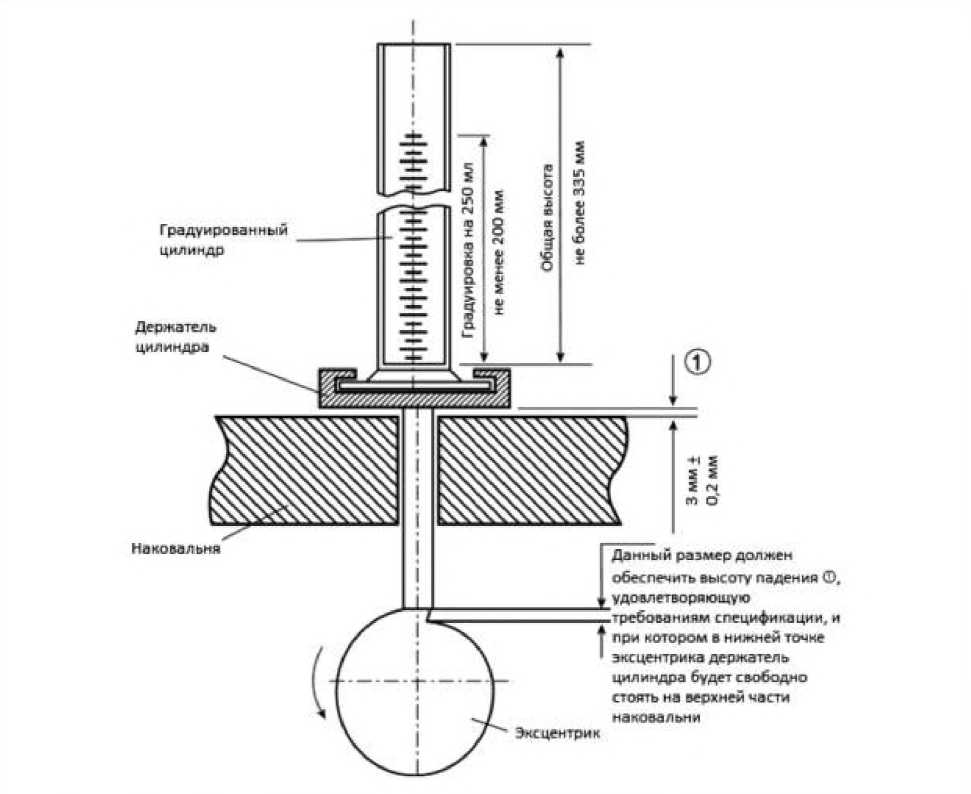 Градуированный
цилиндр
Градуировка на 250 мл
не менее 200 мм
Общая высота
не более 335 мм
Держатель
цилиндра
①
3 мм ±
0,2 мм
Наковальня
Данный размер должен
обеспечить высоту падения ①,
удовлетворяющую
требованиям спецификации, и
при котором в нижней точке
эксцентрика держатель
цилиндра будет свободно
стоять на верхней части
наковальни
Эксцентрик